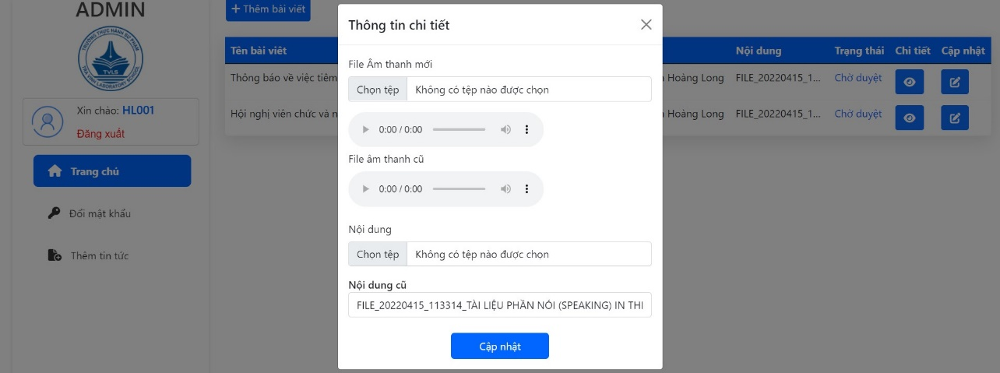 ADMIN
TRƯỜNG THỰC HÀNH SƯ PHẠM
TVLS
TRA VINH LABORATORY SCHOOL
Xin chào: HL001
Đăng xuất
Trang chủ
Đổi mật khẩu
Thêm tin tức
+ Thêm bài viết
Tên bài viết Nội dung Trạng thái Chi tiết Cập nhật
Thông báo về việc tiêm Hoàng Long FILE_20220415_1... Chờ duyệt
Hội nghị viên chức và n Hoàng Long FILE_20220415_1... Chờ duyệt
Thông tin chi tiết
File Âm thanh mới
Chọn tệp Không có tệp nào được chọn
0:00 / 0:00
File âm thanh cũ
0:00 / 0:00
Nội dung
Chọn tệp Không có tệp nào được chọn
Nội dung cũ
FILE_20220415_113314_TÀI LIỆU PHẦN NÓI (SPEAKING) IN THI
Cập nhật